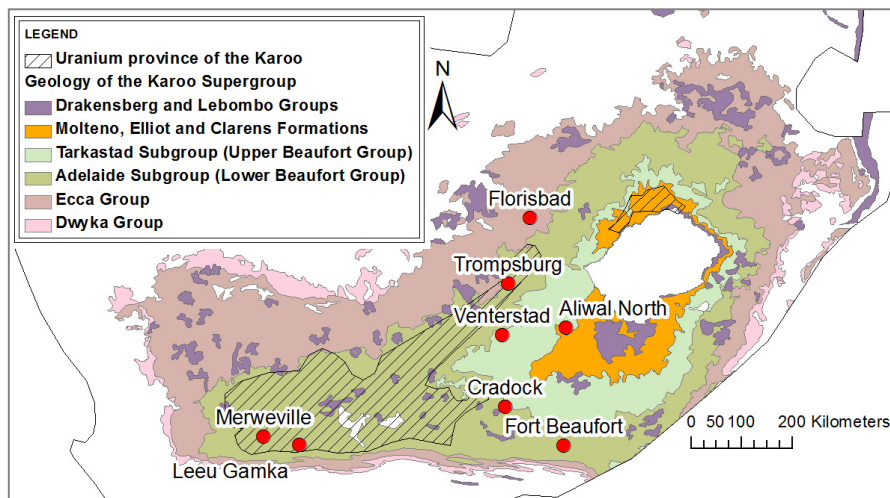 LEGEND
Uranium province of the Karoo
Geology of the Karoo Supergroup
Drakensberg and Lebombo Groups
Molteno, Elliot and Clarens Formations
Tarkastad Subgroup (Upper Beaufort Group)
Adelaide Subgroup (Lower Beaufort Group)
Ecca Group
Dwyka Group
N
Florisbad
Trompsburg
Venterstad
Aliwal North
Cradock
Merweville
Fort Beaufort
Leeu Gamka
0 50 100 200 Kilometers